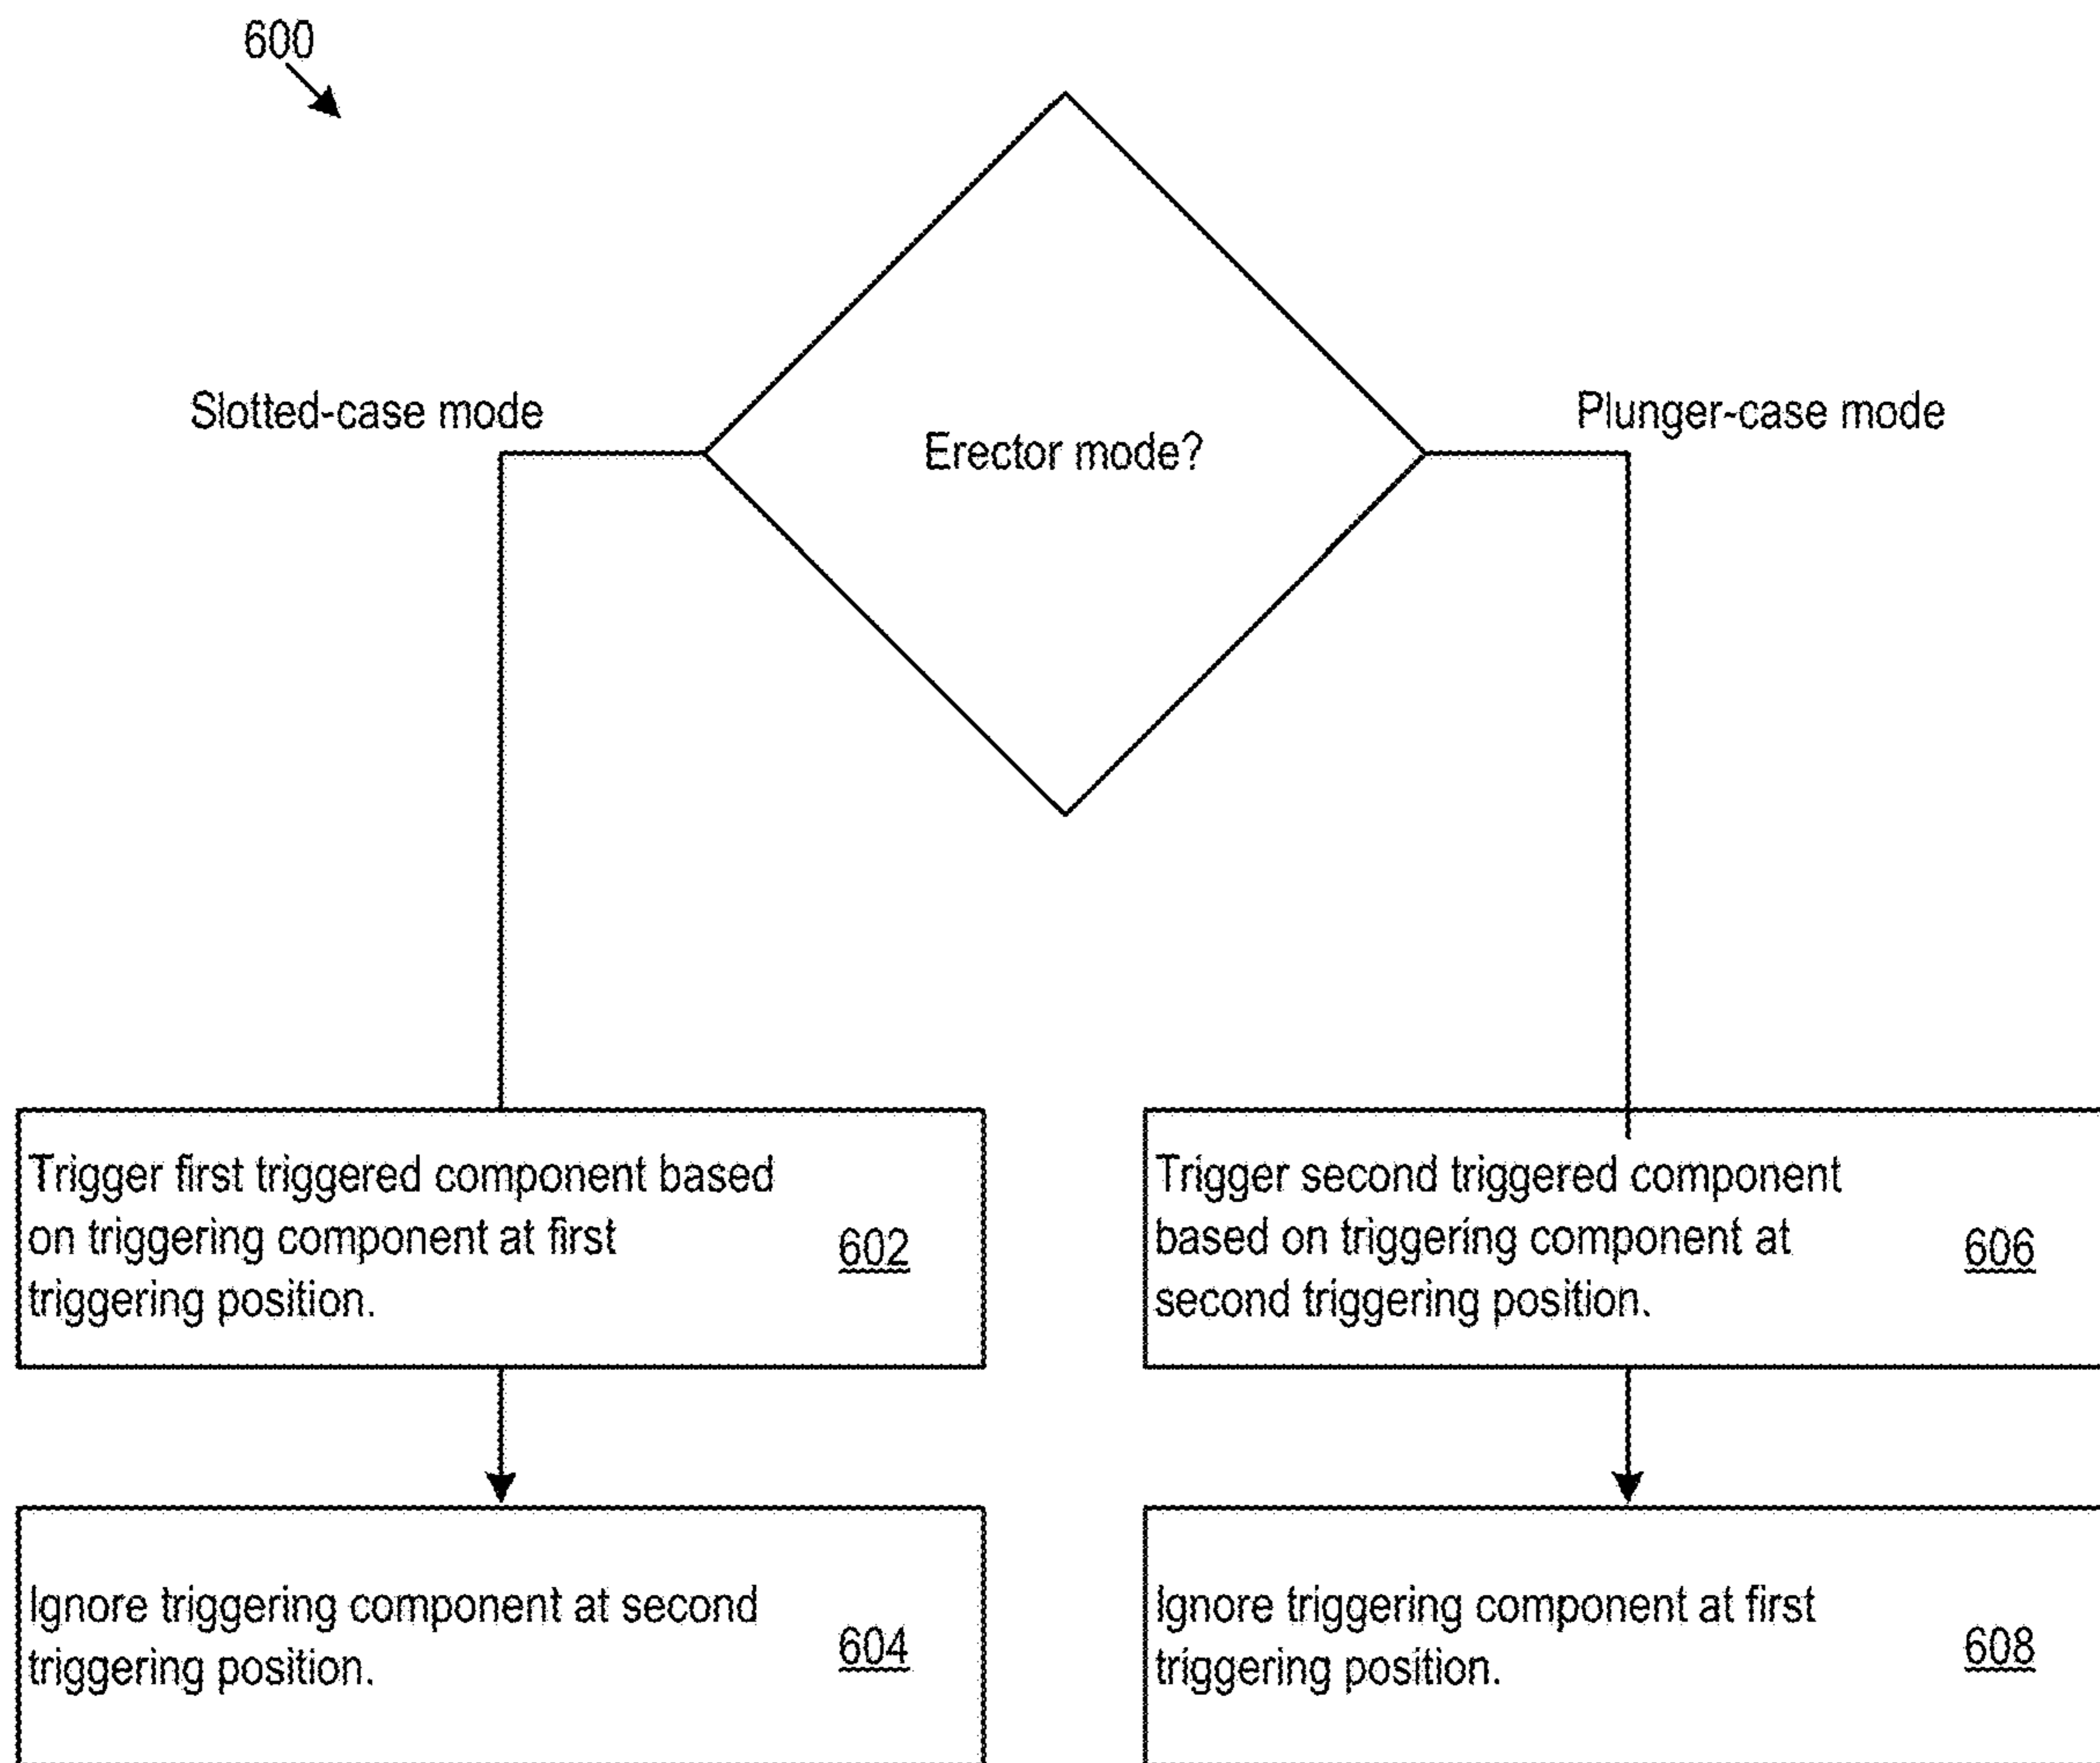 600
Slotted-case mode
Erector mode?
Plunger-case mode
Trigger first triggered component based
on triggering component at first
triggering position.
602
Trigger second triggered component
based on triggering component at
second triggering position.
606
Ignore triggering component at second
triggering position.
604
Ignore triggering component at first
triggering position.
608